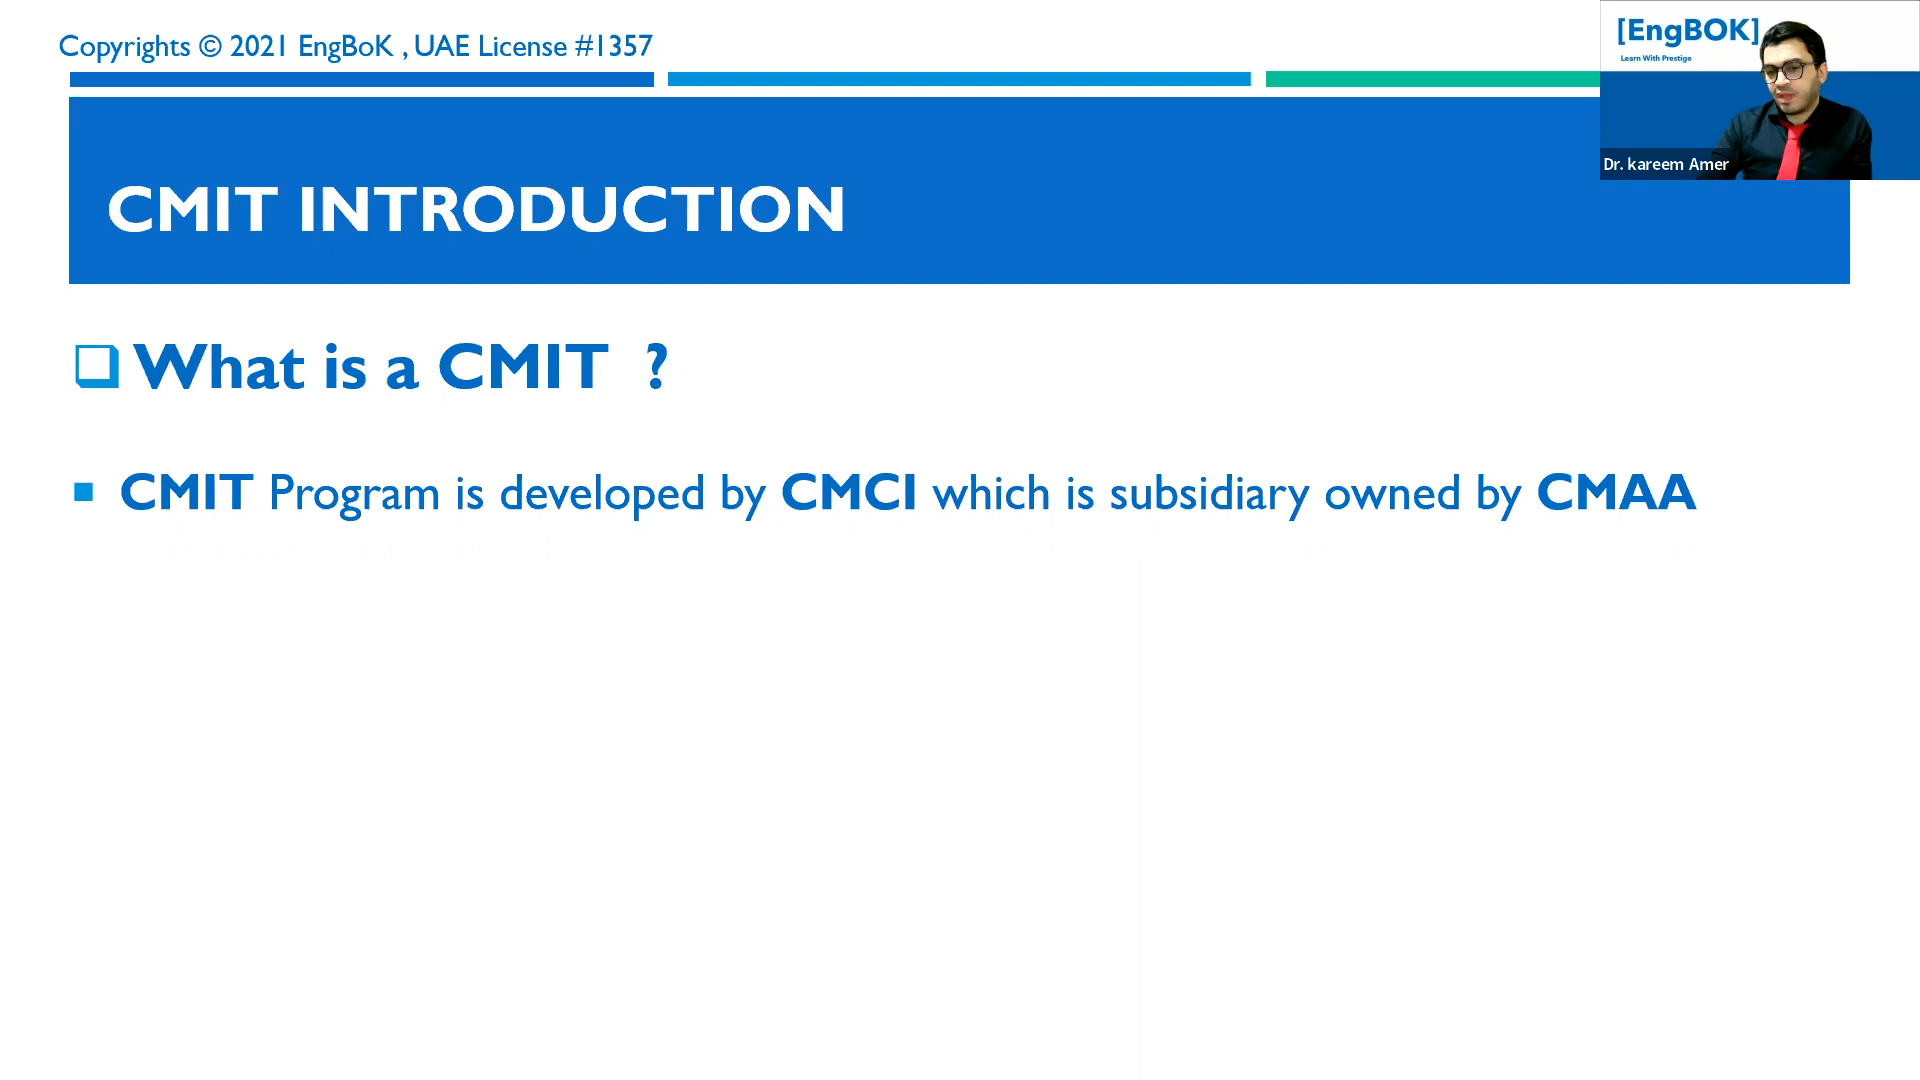 Copyrights © 2021 EngBoK , UAE License #1357
[EngBOK]
Learn With Prestige
Dr. kareem Amer
CMIT INTRODUCTION
What is a CMIT ?
CMIT Program is developed by CMCI which is subsidiary owned by CMAA